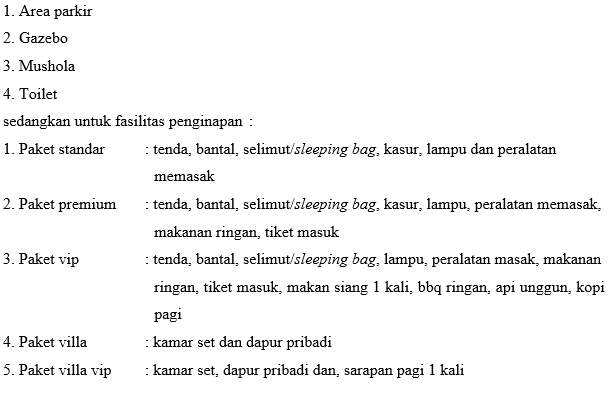 1. Area parkir
2. Gazebo
3. Mushola
4. Toilet
sedangkan untuk fasilitas penginapan :
1. Paket standar : tenda, bantal, selimut/sleeping bag, kasur, lampu dan peralatan
memasak
2. Paket premium : tenda, bantal, selimut/sleeping bag, kasur, lampu, peralatan memasak,
makanan ringan, tiket masuk
3. Paket vip : tenda, bantal, selimut/sleeping bag, lampu, peralatan masak, makanan
ringan, tiket masuk, makan siang 1 kali, bbq ringan, api unggun, kopi
pagi
4. Paket villa : kamar set dan dapur pribadi
5. Paket villa vip : kamar set, dapur pribadi dan, sarapan pagi 1 kali